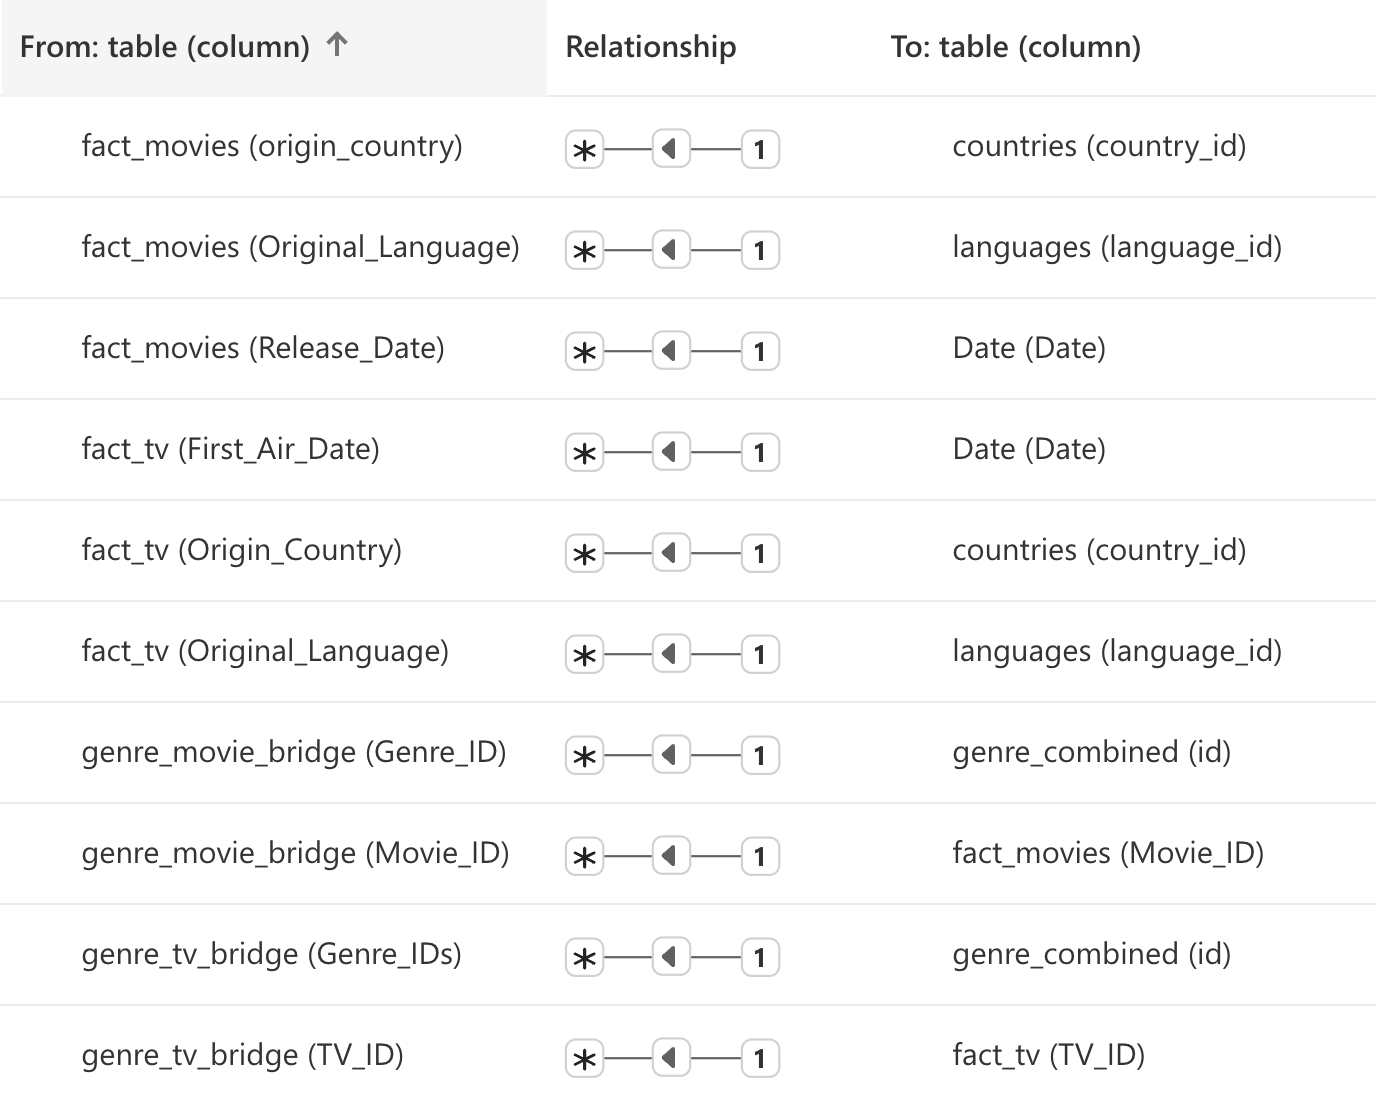 From: table (column) ↑ Relationship To: table (column)
fact_movies (origin_country) * 1 countries (country_id)
fact_movies (Original_Language) * 1 languages (language_id)
fact_movies (Release_Date) * 1 Date (Date)
fact_tv (First_Air_Date) * 1 Date (Date)
fact_tv (Origin_Country) * 1 countries (country_id)
fact_tv (Original_Language) * 1 languages (language_id)
genre_movie_bridge (Genre_ID) * 1 genre_combined (id)
genre_movie_bridge (Movie_ID) * 1 fact_movies (Movie_ID)
genre_tv_bridge (Genre_IDs) * 1 genre_combined (id)
genre_tv_bridge (TV_ID) * 1 fact_tv (TV_ID)